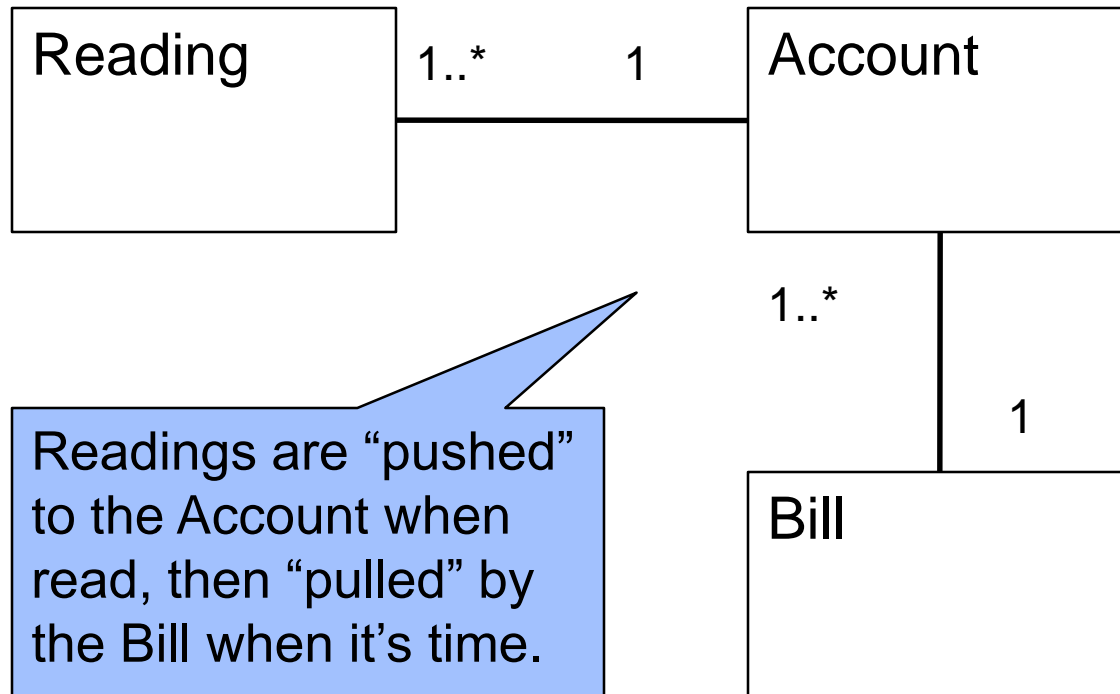 Reading
1..*
1
Account
1..*
1
Readings are “pushed”
to the Account when
read, then “pulled” by
the Bill when it’s time.
Bill